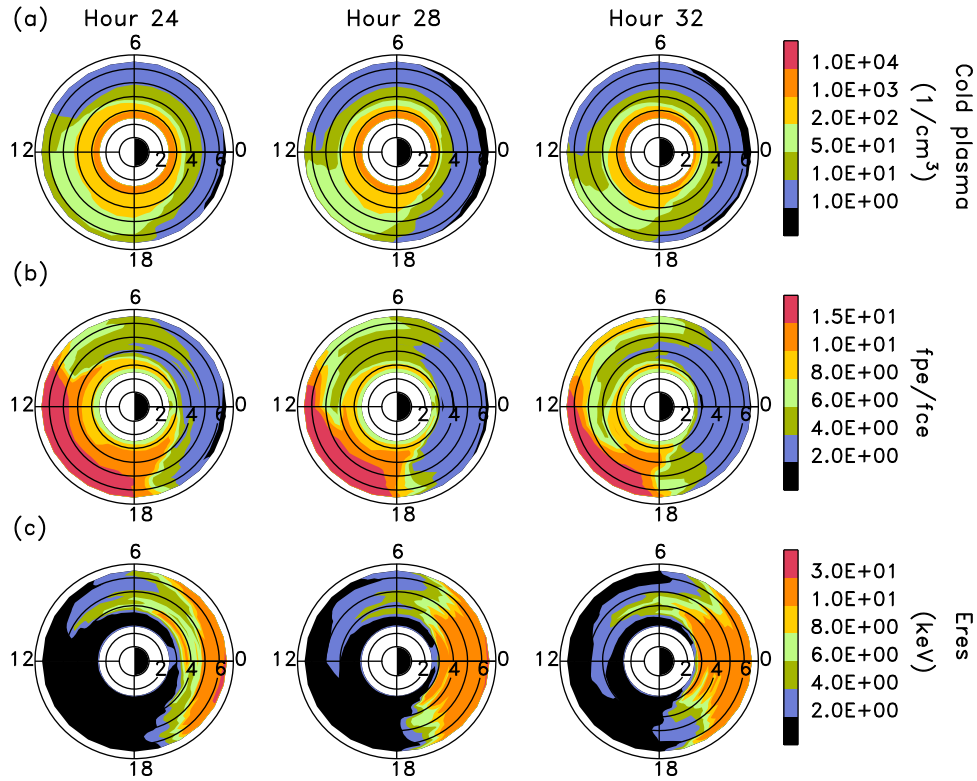 (a) Hour 24 Hour 28 Hour 32
6 6 6
12 2 4 6 0
12 2 4 6 0
12 2 4 6 0
18 18 18
1.0E+04
1.0E+03
2.0E+02
5.0E+01
1.0E+01
1.0E+00
Cold plasma
(1/cm³)
(b)
6 6 6
12 2 4 6 0
12 2 4 6 0
12 2 4 6 0
18 18 18
1.5E+01
1.0E+01
8.0E+00
6.0E+00
4.0E+00
2.0E+00
fpe/fce
(c)
6 6 6
12 2 4 6 0
12 2 4 6 0
12 2 4 6 0
18 18 18
3.0E+01
1.0E+01
8.0E+00
6.0E+00
4.0E+00
2.0E+00
Eres
(keV)